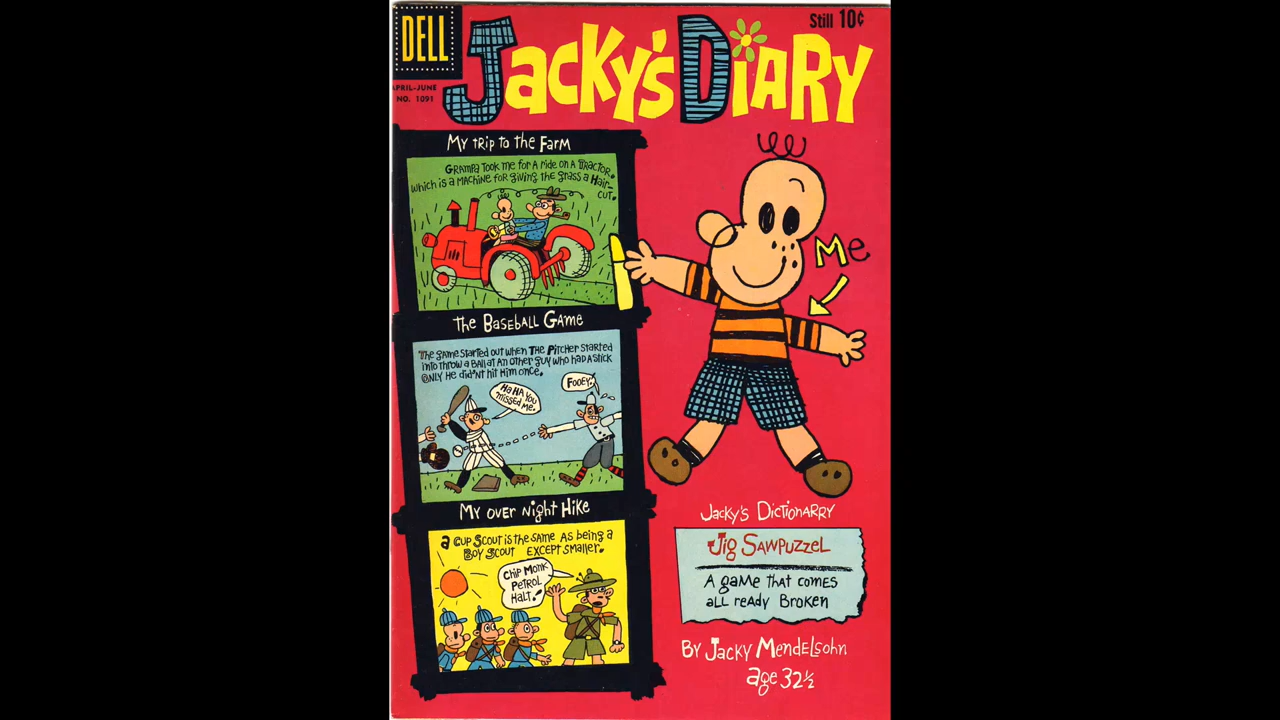 DELL
APRIL-JUNE
NO. 1091
JACKY'S DIARY
Still 10¢
My tRip to the FaRm
GRAMPA Took me foR A Ride on A TRactoR.
which is a MAchine foR giving the gRass a HaiR-
cut.
Me
the BaseBall Game
The game staRted out when The PitcheR staRted
into thRow a Ball at An otheR guy who had A stick
ONLY He did'Nt hit Him once.
HA HA You
missed Me.
Fooey.
My oveR Night Hike
a Cup Scout is the same As being a
Boy Scout EXCEPT smalleR.
Chip Monk
Petrol
Halt!
Jacky's DictionaRRy
Jig SawpuzzeL
A game that comes
aLL Ready BRoken
By Jacky MendeLsohn
age 32½